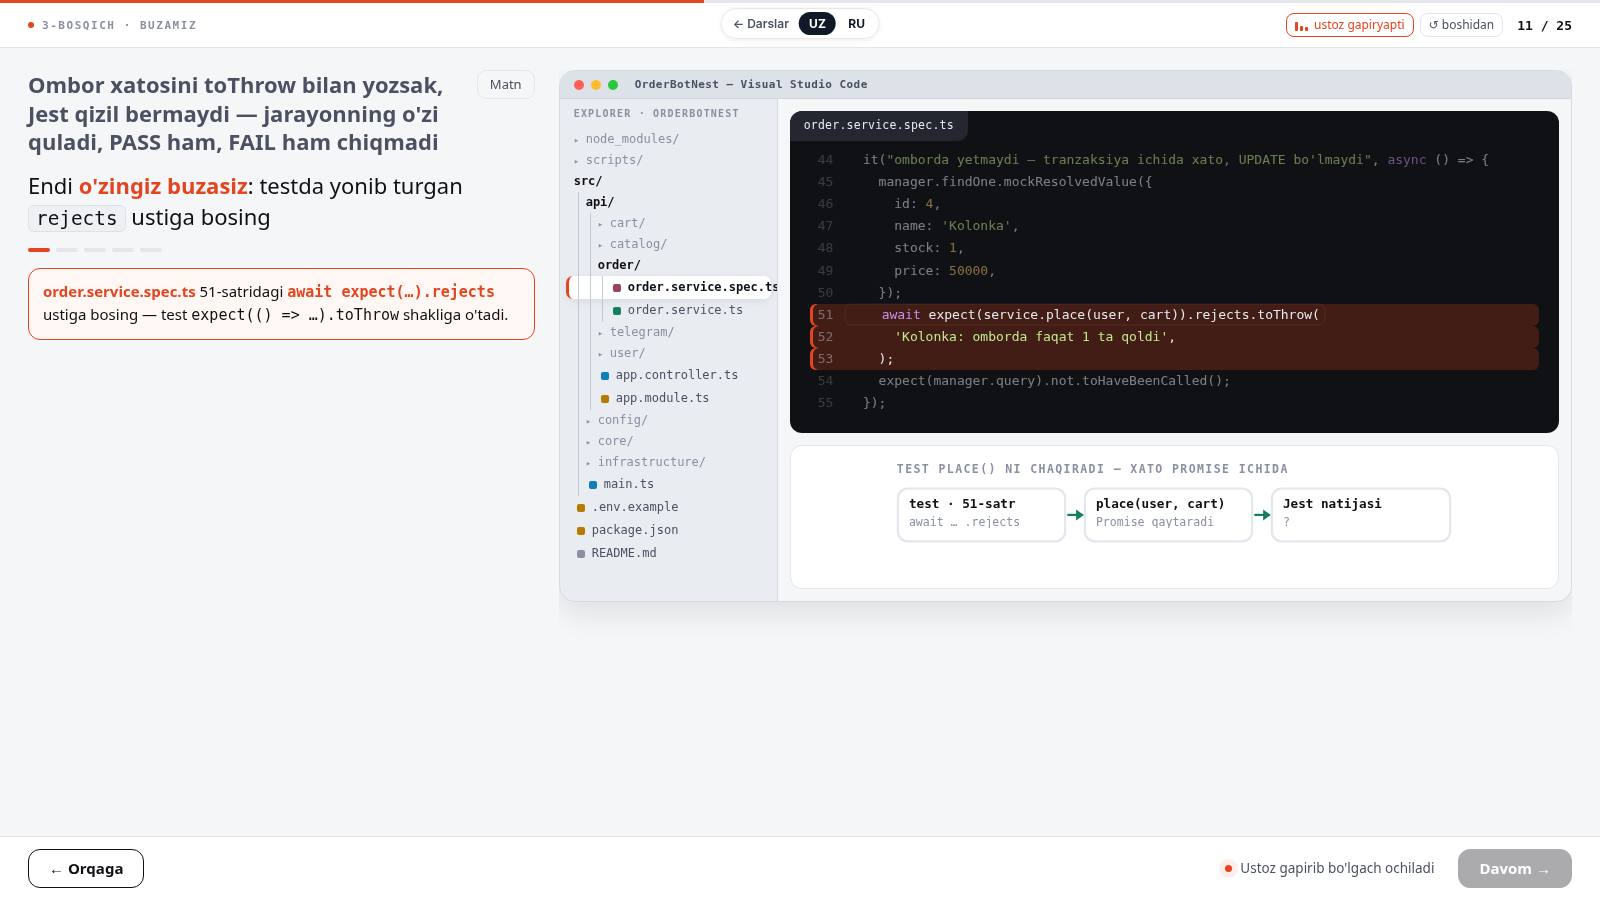 3-BOSQICH · BUZAMIZ
← Darslar UZ RU
ustoz gapiryapti
↺ boshidan
11 / 25
Ombor xatosini toThrow bilan yozsak,
Jest qizil bermaydi — jarayonning o'zi
quladi, PASS ham, FAIL ham chiqmadi
Matn
Endi o'zingiz buzasiz: testda yonib turgan
rejects ustiga bosing
order.service.spec.ts 51-satridagi await expect(…).rejects
ustiga bosing — test expect(() => …).toThrow shakliga o'tadi.
OrderBotNest — Visual Studio Code
EXPLORER · ORDERBOTNEST
▸ node_modules/
▸ scripts/
src/
api/
▸ cart/
▸ catalog/
order/
order.service.spec.ts
order.service.ts
▸ telegram/
▸ user/
app.controller.ts
app.module.ts
▸ config/
▸ core/
▸ infrastructure/
main.ts
.env.example
package.json
README.md
order.service.spec.ts
44 it("omborda yetmaydi — tranzaksiya ichida xato, UPDATE bo'lmaydi", async () => {
45 manager.findOne.mockResolvedValue({
46 id: 4,
47 name: 'Kolonka',
48 stock: 1,
49 price: 50000,
50 });
51 await expect(service.place(user, cart)).rejects.toThrow(
52 'Kolonka: omborda faqat 1 ta qoldi',
53 );
54 expect(manager.query).not.toHaveBeenCalled();
55 });
TEST PLACE() NI CHAQIRADI — XATO PROMISE ICHIDA
test · 51-satr
await … .rejects
place(user, cart)
Promise qaytaradi
Jest natijasi
?
← Orqaga
Ustoz gapirib bo'lgach ochiladi
Davom →